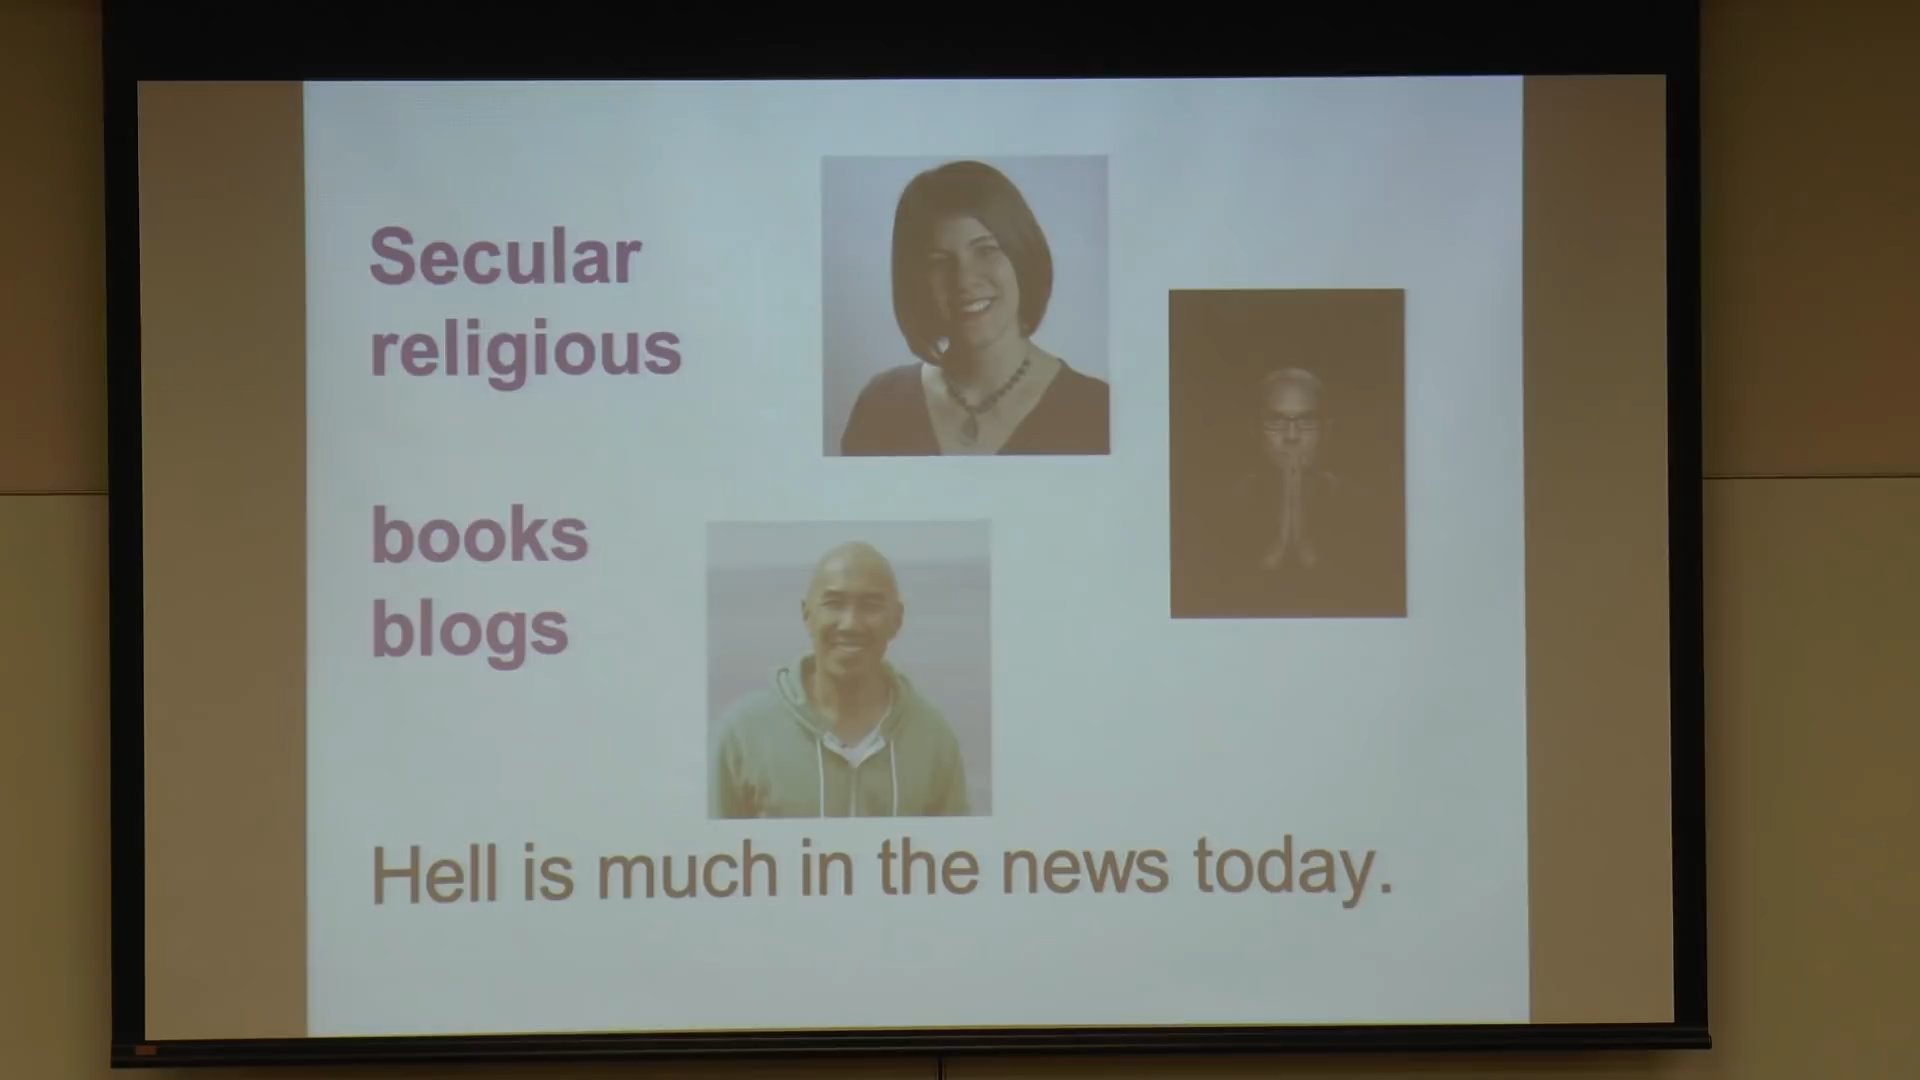 Secular
religious
books
blogs
Hell is much in the news today.